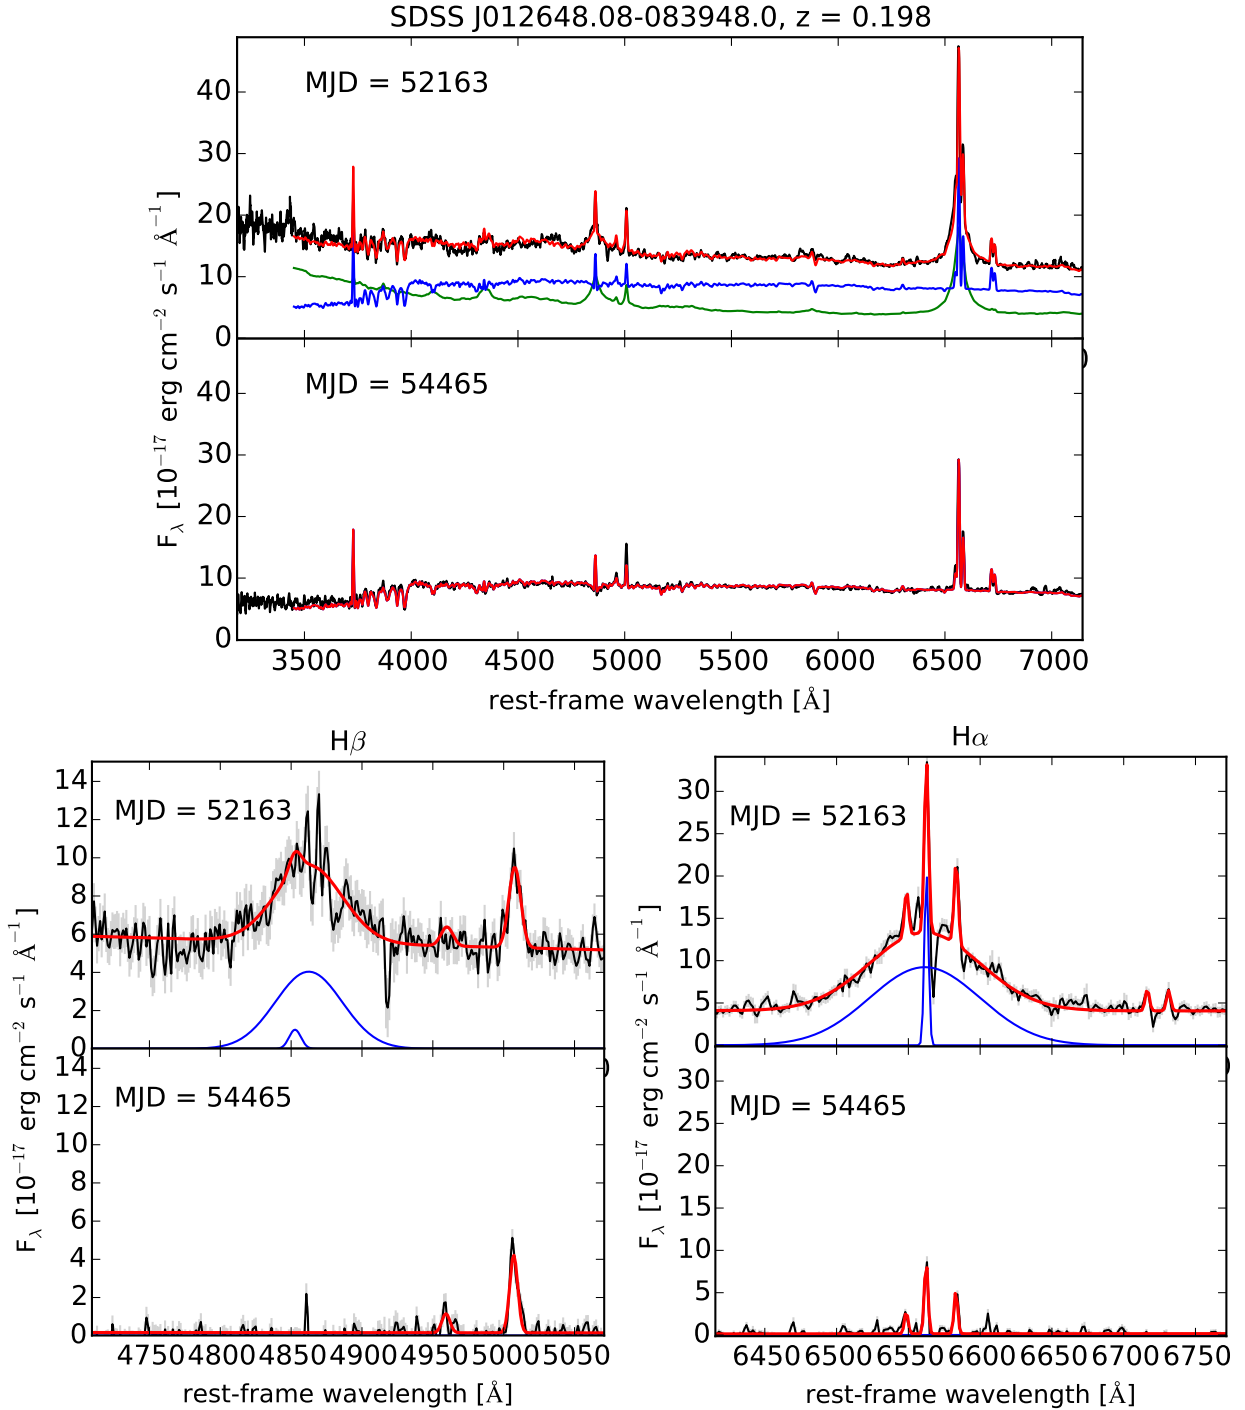 SDSS J012648.08-083948.0, z = 0.198
MJD = 52163
40
30
20
10
0
MJD = 54465
40
30
20
10
0
F_λ [10^−17 erg cm^−2 s^−1 Å^−1]
3500 4000 4500 5000 5500 6000 6500 7000
rest-frame wavelength [Å]
Hβ
MJD = 52163
14
12
10
8
6
4
2
0
MJD = 54465
14
12
10
8
6
4
2
0
F_λ [10^−17 erg cm^−2 s^−1 Å^−1]
4750 4800 4850 4900 4950 5000 5050
rest-frame wavelength [Å]
Hα
MJD = 52163
30
25
20
15
10
5
0
MJD = 54465
30
25
20
15
10
5
0
F_λ [10^−17 erg cm^−2 s^−1 Å^−1]
6450 6500 6550 6600 6650 6700 6750
rest-frame wavelength [Å]